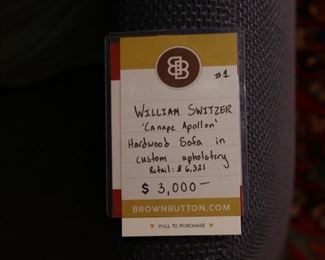 BB
#1
WILLIAM SWITZER
'Canape Apollon'
Hardwood Sofa in
custom upholstery
Retail: $6,321
$3,000—
BROWNBUTTON.COM
PULL TO PURCHASE